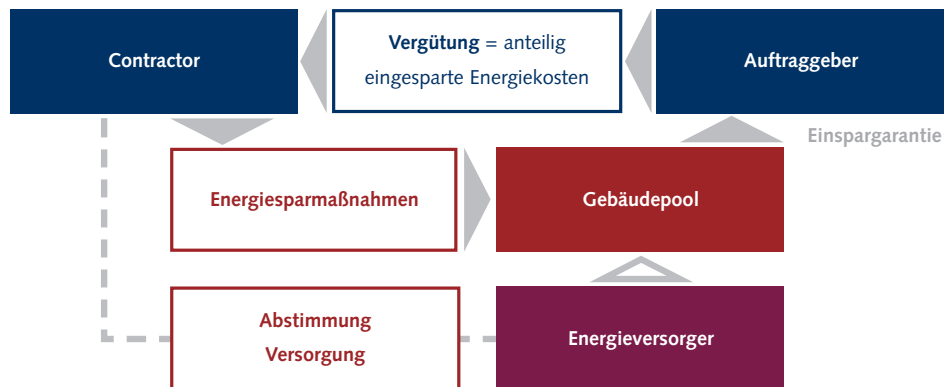 Contractor
Vergütung = anteilig
eingesparte Energiekosten
Auftraggeber
Einspargarantie
Energiesparmaßnahmen
Gebäudepool
Abstimmung
Versorgung
Energieversorger